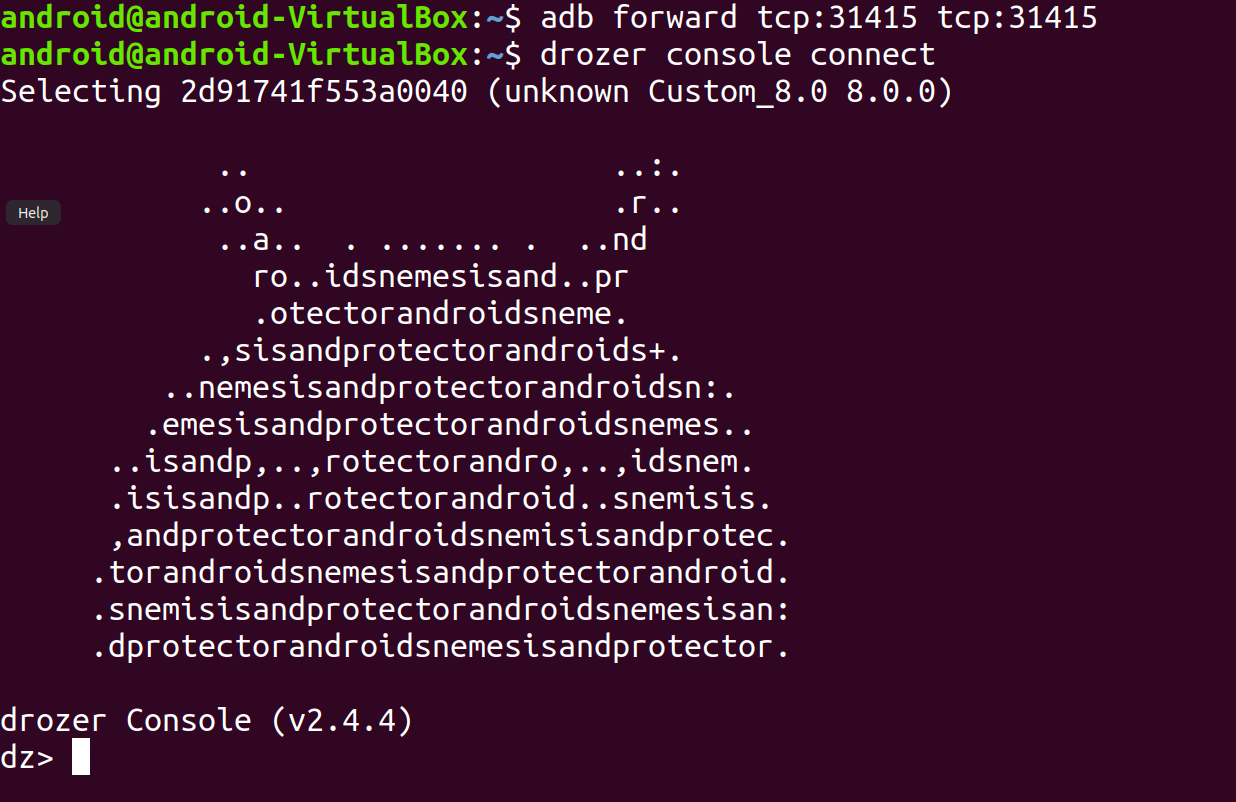 android@android-VirtualBox:~$ adb forward tcp:31415 tcp:31415
android@android-VirtualBox:~$ drozer console connect
Selecting 2d91741f553a0040 (unknown Custom_8.0 8.0.0)
            ..                    ..:.
           ..o..                  .r..
Help
            ..a..  . ....... .  ..nd
              ro..idsnemesisand..pr
              .otectorandroidsneme.
           .,sisandprotectorandroids+.
         ..nemesisandprotectorandroidsn:.
        .emesisandprotectorandroidsnemes..
      ..isandp,..,rotectorandro,..,idsnem.
      .isisandp..rotectorandroid..snemisis.
      ,andprotectorandroidsnemisisandprotec.
     .torandroidsnemesisandprotectorandroid.
     .snemisisandprotectorandroidsnemesisan:
     .dprotectorandroidsnemesisandprotector.
drozer Console (v2.4.4)
dz>